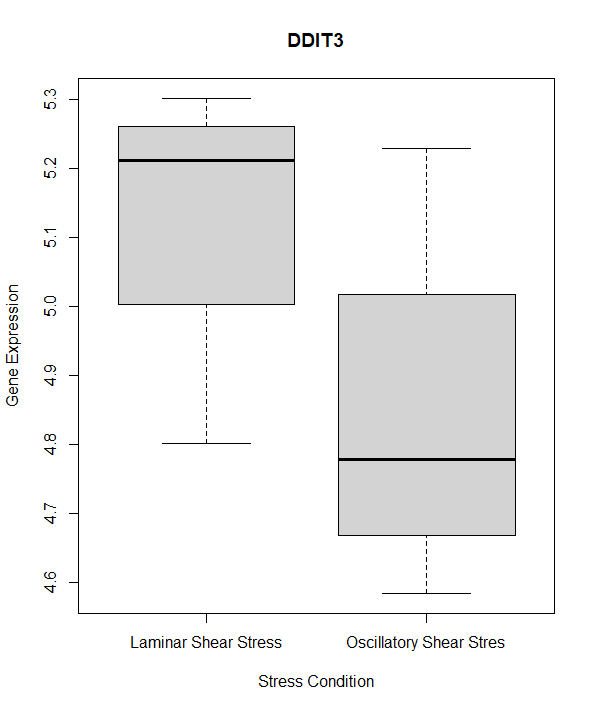 DDIT3
Gene Expression
5.3
5.2
5.1
5.0
4.9
4.8
4.7
4.6
Laminar Shear Stress
Oscillatory Shear Stres
Stress Condition